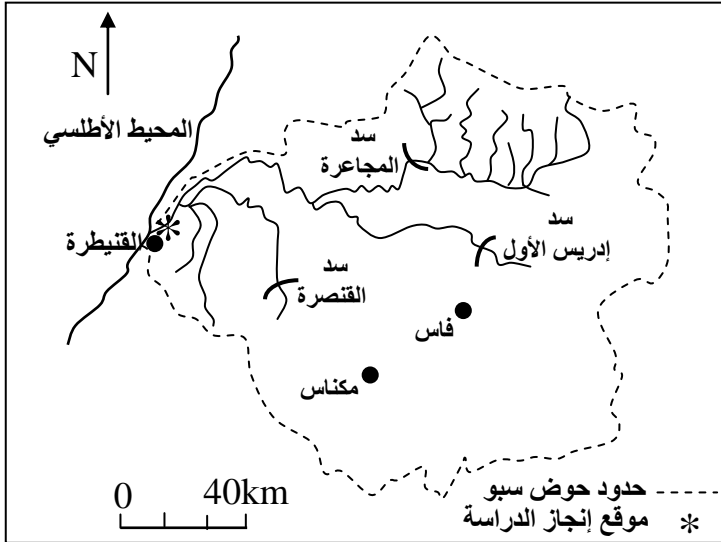 N
المحيط الأطلسي
سد
المجاعرة
سد
إدريس الأول
القنيطرة
سد
القنصرة
فاس
مكناس
0 40km
حدود حوض سبو
موقع إنجاز الدراسة